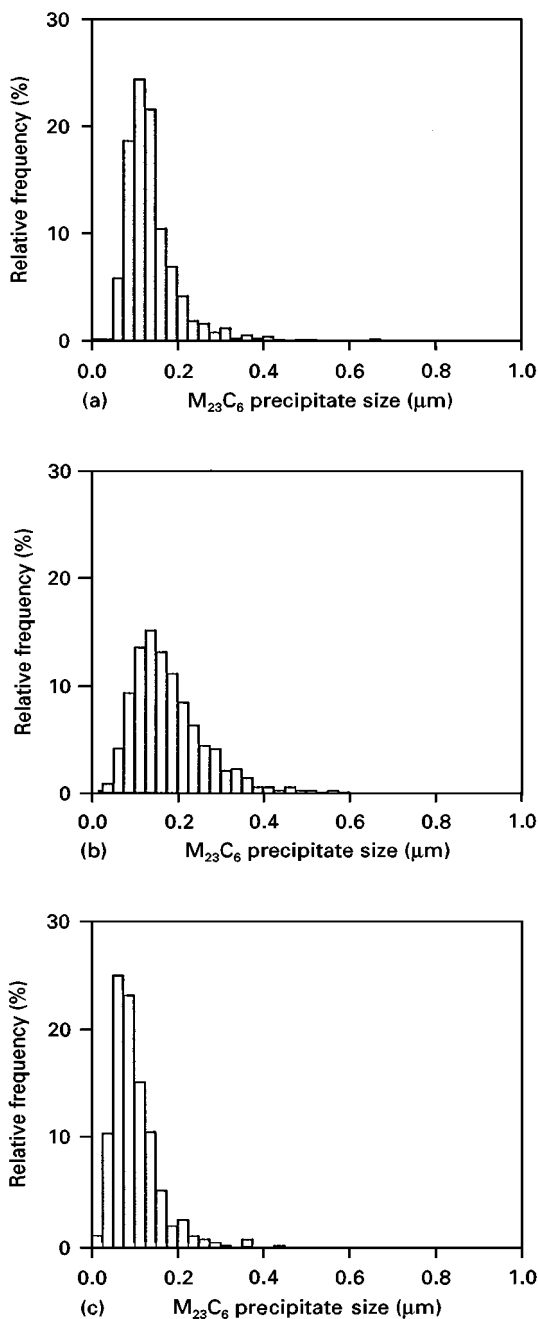 30
20
10
0
Relative frequency (%)
0.0 0.2 0.4 0.6 0.8 1.0
(a) M₂₃C₆ precipitate size (μm)
30
20
10
0
Relative frequency (%)
0.0 0.2 0.4 0.6 0.8 1.0
(b) M₂₃C₆ precipitate size (μm)
30
20
10
0
Relative frequency (%)
0.0 0.2 0.4 0.6 0.8 1.0
(c) M₂₃C₆ precipitate size (μm)